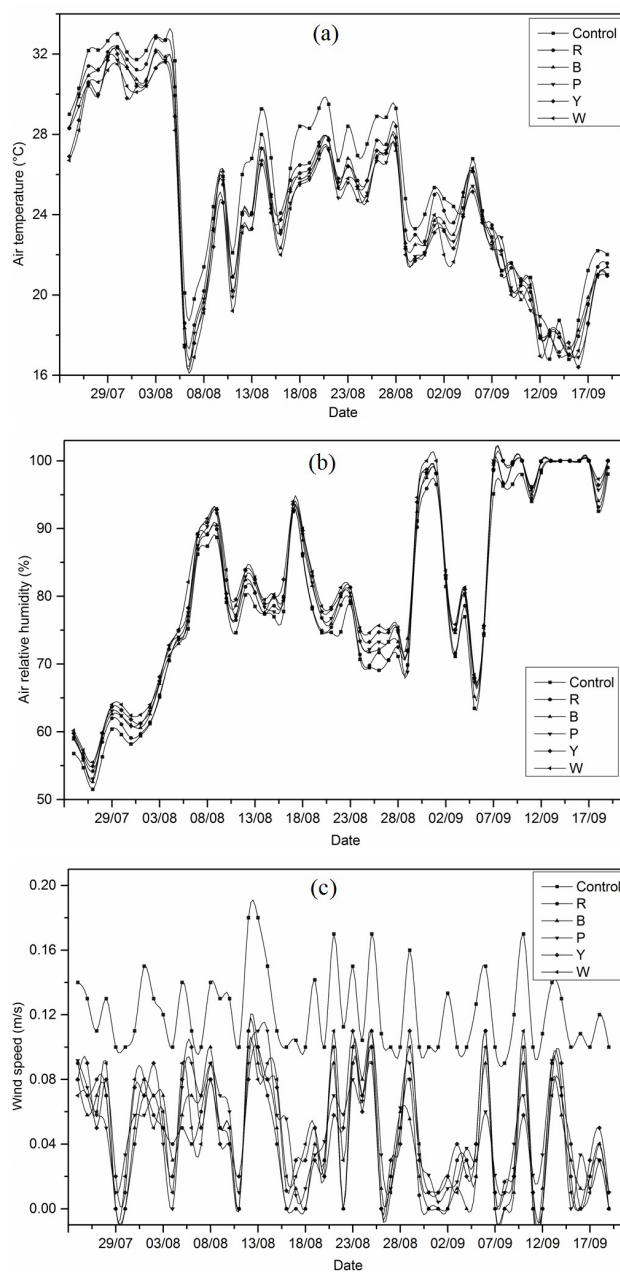 (a)
Control
R
B
P
Y
W
32
28
24
20
16
Air temperature (°C)
29/07 03/08 08/08 13/08 18/08 23/08 28/08 02/09 07/09 12/09 17/09
Date
(b)
100
90
80
70
60
50
Air relative humidity (%)
Control
R
B
P
Y
W
29/07 03/08 08/08 13/08 18/08 23/08 28/08 02/09 07/09 12/09 17/09
Date
(c)
Control
R
B
P
Y
W
0.20
0.16
0.12
0.08
0.04
0.00
Wind speed (m/s)
29/07 03/08 08/08 13/08 18/08 23/08 28/08 02/09 07/09 12/09 17/09
Date